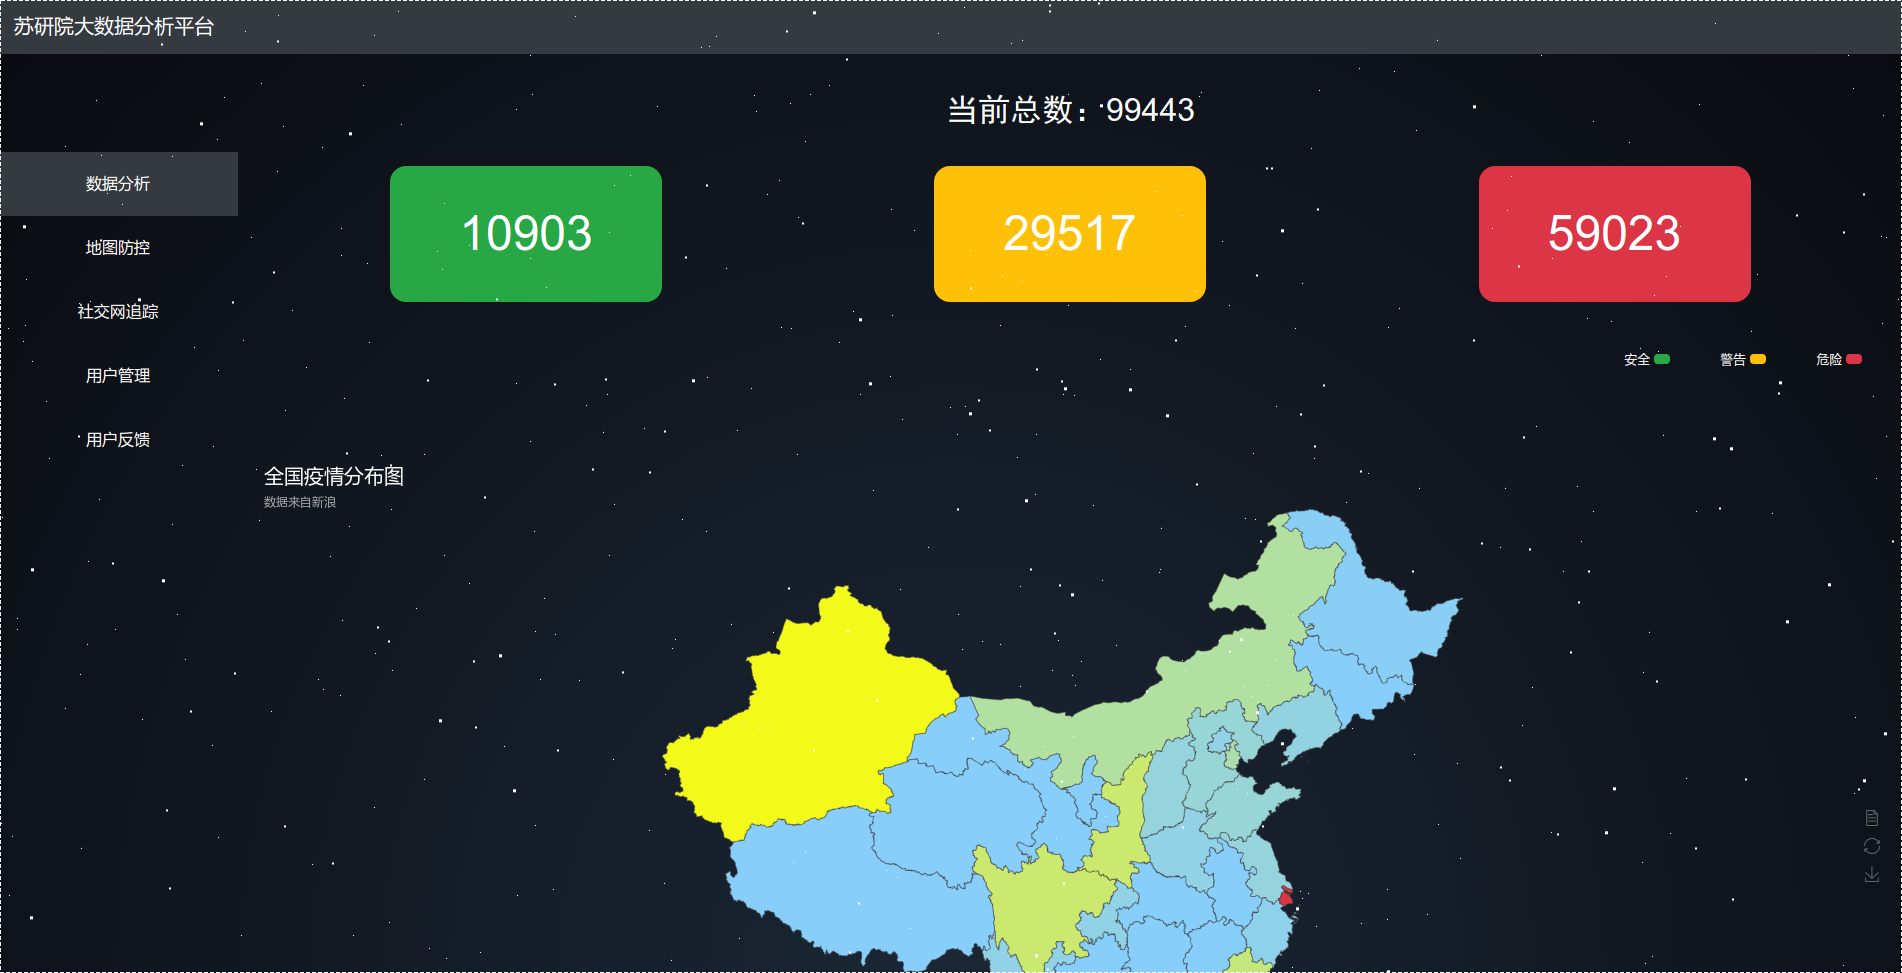 苏研院大数据分析平台
当前总数：99443
数据分析
地图防控
社交网追踪
用户管理
用户反馈
10903
29517
59023
安全
警告
危险
全国疫情分布图
数据来自新浪